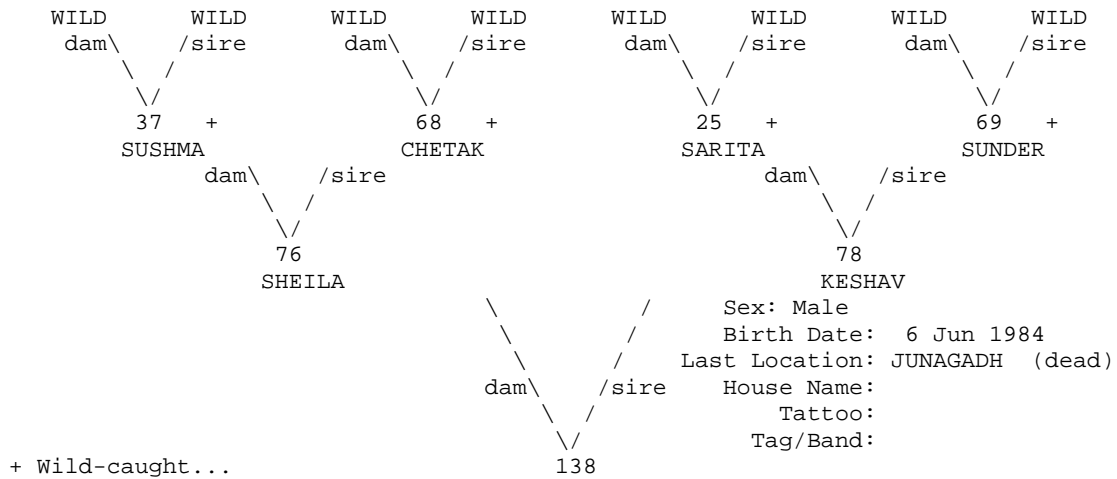 WILD WILD WILD WILD WILD WILD WILD WILD
dam\ /sire dam\ /sire dam\ /sire dam\ /sire
\ / \ / \ / \ /
\/ \/ \/ \/
37 + 68 + 25 + 69 +
SUSHMA CHETAK SARITA SUNDER
dam\ /sire dam\ /sire
\ / \ /
\/ \/
76 78
SHEILA KESHAV
\ / Sex: Male
\ / Birth Date: 6 Jun 1984
\ / Last Location: JUNAGADH (dead)
dam\ /sire House Name:
\ / Tattoo:
\/ Tag/Band:
+ Wild-caught... 138